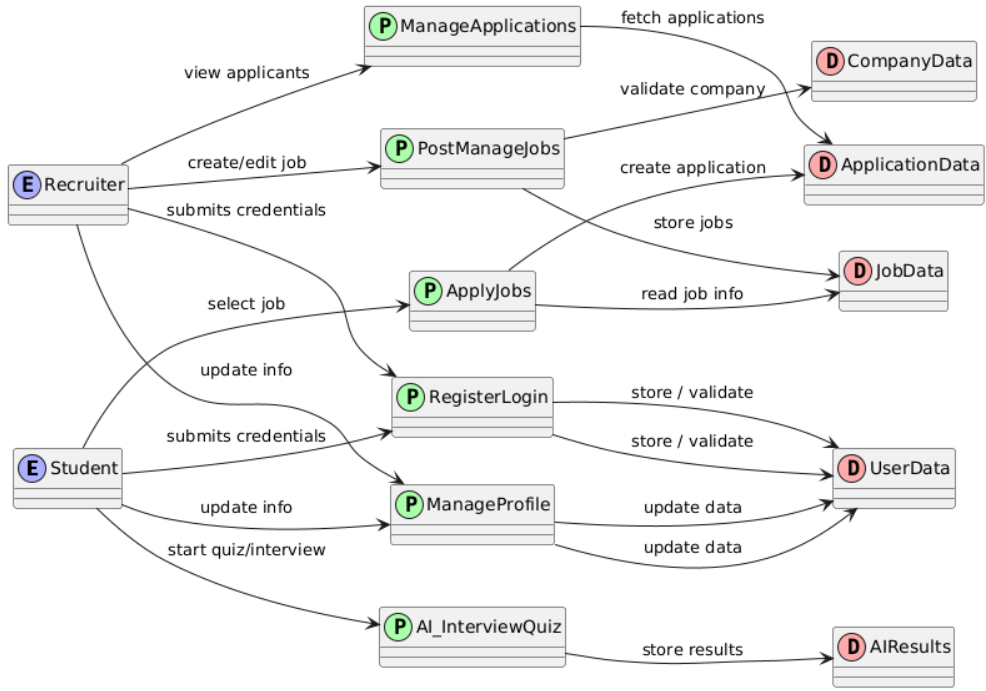 fetch applications
P ManageApplications
D CompanyData
view applicants
validate company
P PostManageJobs
create/edit job
create application
D ApplicationData
E Recruiter
submits credentials
store jobs
D JobData
P ApplyJobs
read job info
select job
update info
P RegisterLogin
store / validate
submits credentials
store / validate
E Student
D UserData
P ManageProfile
update info
update data
update data
start quiz/interview
P AI_InterviewQuiz
store results
D AIResults